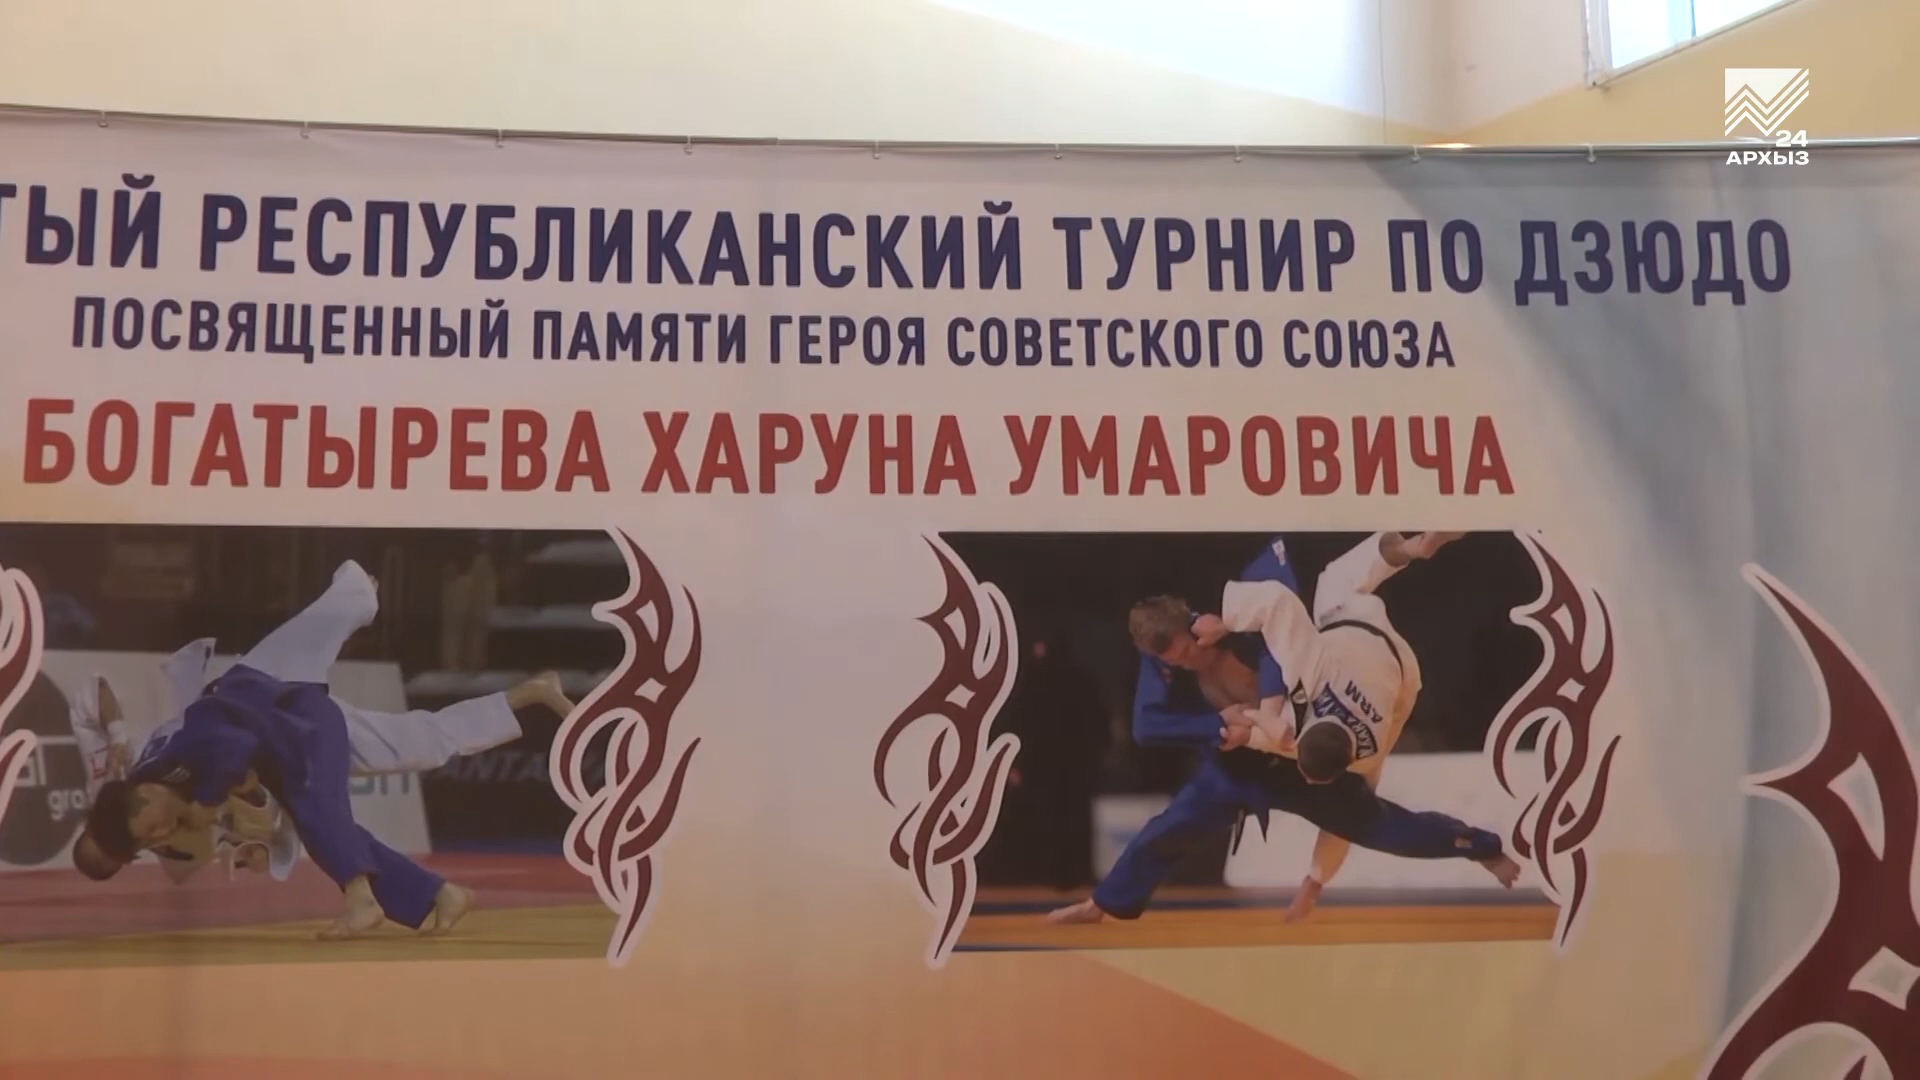 24
АРХЫЗ
ТЫЙ РЕСПУБЛИКАНСКИЙ ТУРНИР ПО ДЗЮДО
ПОСВЯЩЕННЫЙ ПАМЯТИ ГЕРОЯ СОВЕТСКОГО СОЮЗА
БОГАТЫРЕВА ХАРУНА УМАРОВИЧА
ARM